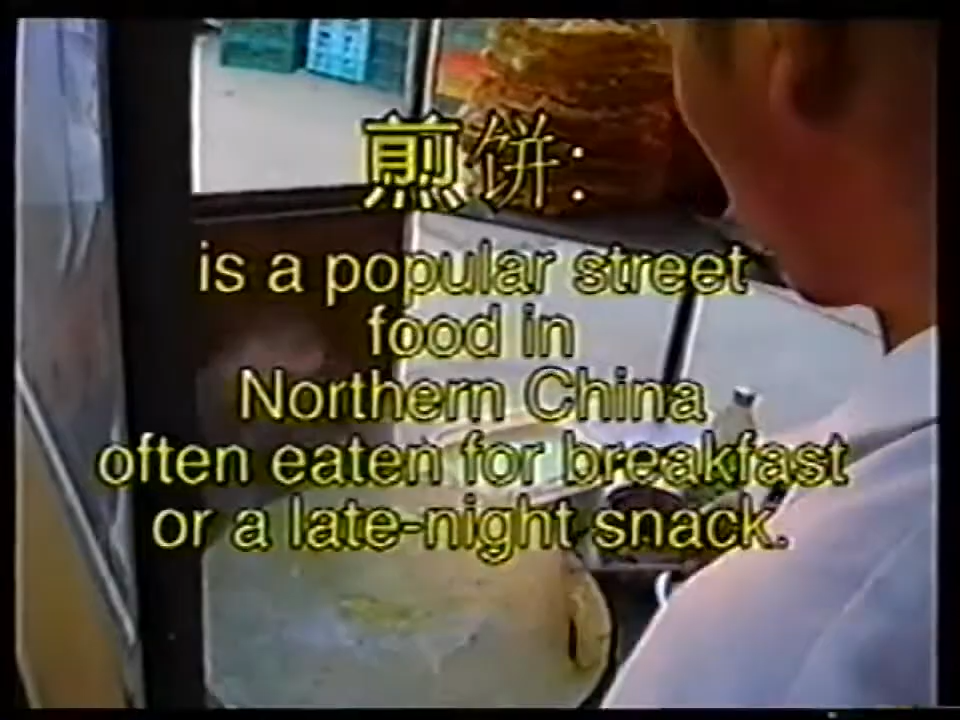 煎饼:
is a popular street
food in
Northern China
often eaten for breakfast
or a late-night snack.